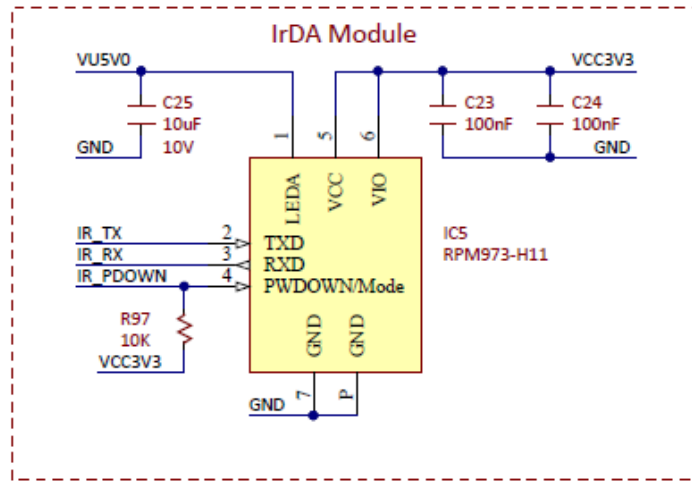 IrDA Module
VU5V0
VCC3V3
C25
10uF
10V
C23
100nF
C24
100nF
GND
GND
1
5
6
LEDA
VCC
VIO
IC5
RPM973-H11
IR_TX
2
TXD
IR_RX
3
RXD
IR_PDOWN
4
PWDOWN/Mode
R97
10K
VCC3V3
GND
GND
GND
7
P